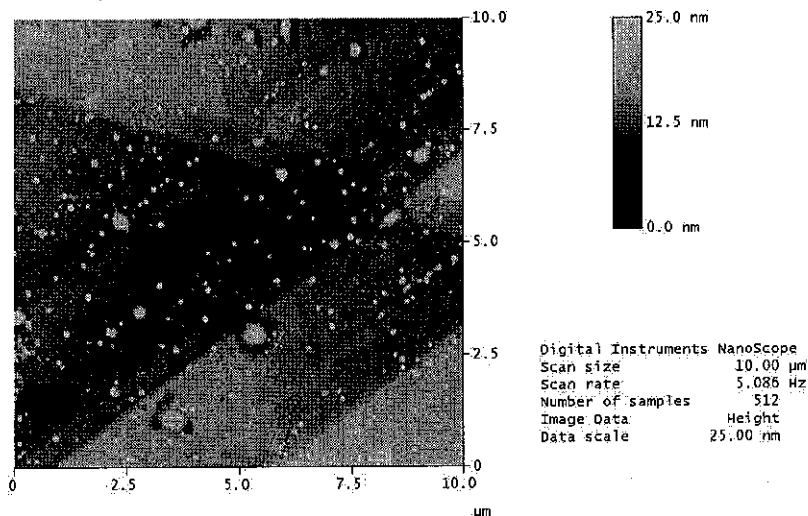 10.0
7.5
5.0
2.5
0
0
2.5
5.0
7.5
10.0
µm
25.0 nm
12.5 nm
0.0 nm
Digital Instruments NanoScope
Scan size 10.00 µm
Scan rate 5.086 Hz
Number of samples 512
Image Data Height
Data scale 25.00 nm